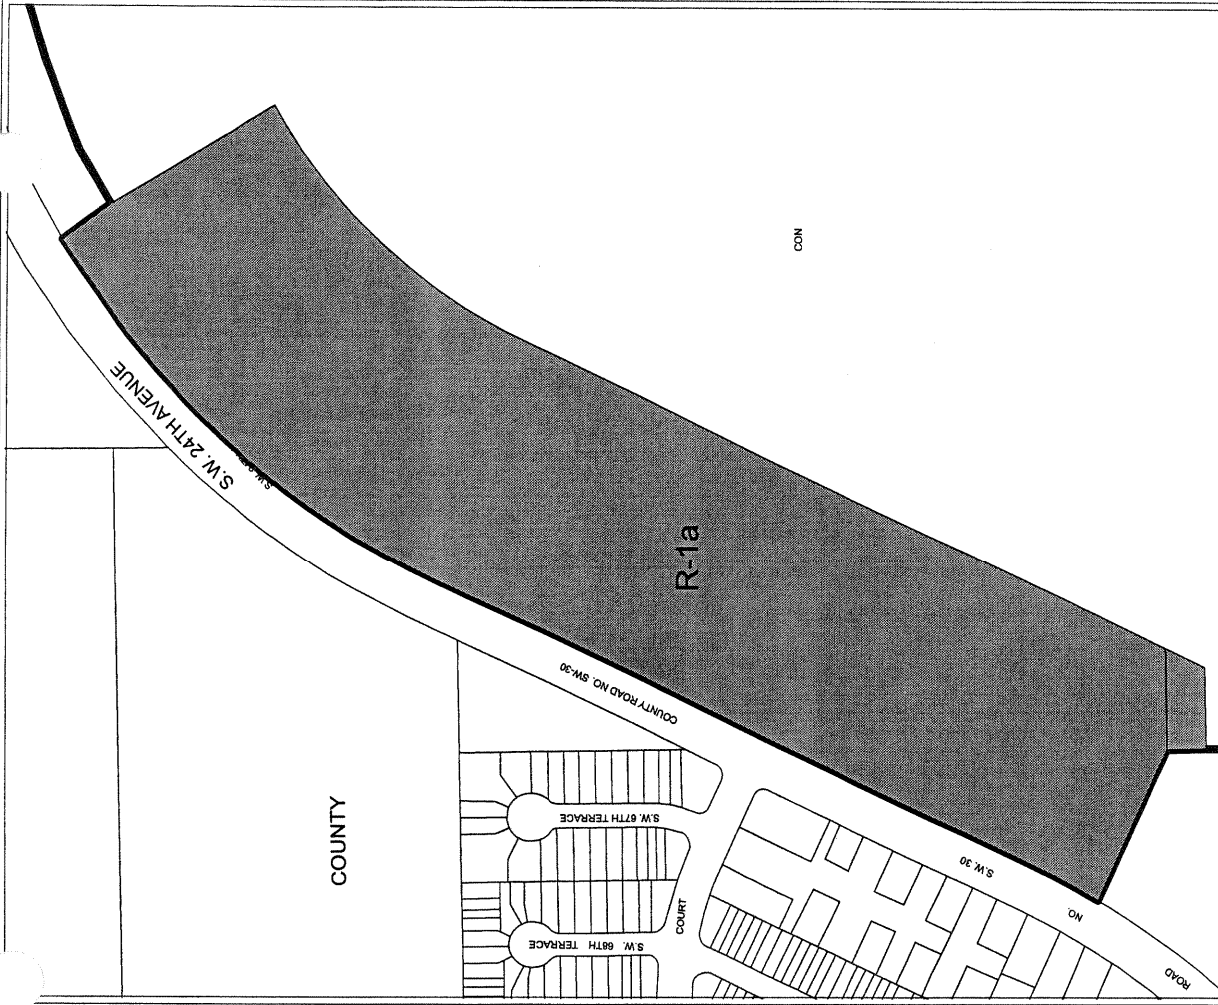 CON
S.W. 24TH AVENUE
R-1a
COUNTY ROAD NO. SW-30
COUNTY
S.W. 67TH TERRACE
S.W. 30
NO.
COURT
S.W. 68TH TERRACE
ROAD